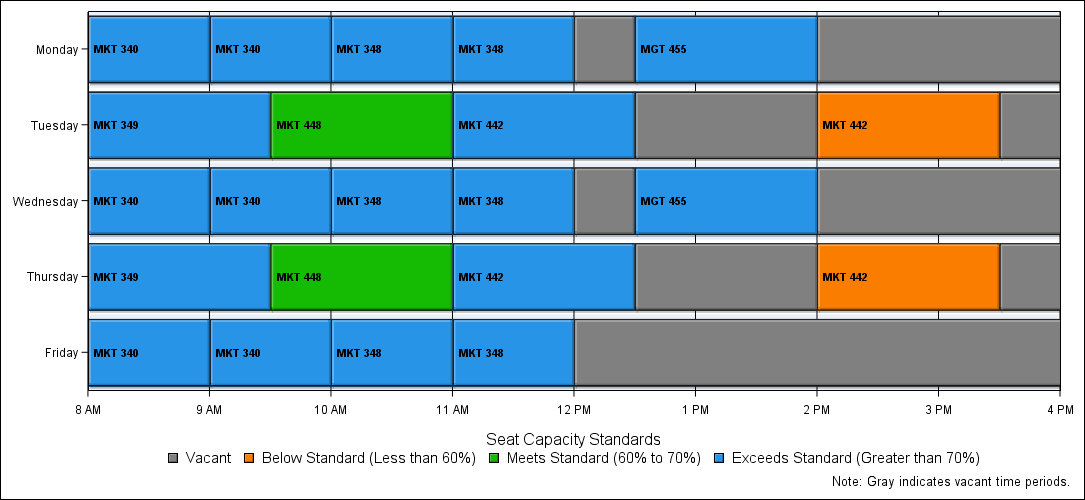 Monday
MKT 340 MKT 340 MKT 348 MKT 348 MGT 455
Tuesday
MKT 349 MKT 448 MKT 442 MKT 442
Wednesday
MKT 340 MKT 340 MKT 348 MKT 348 MGT 455
Thursday
MKT 349 MKT 448 MKT 442 MKT 442
Friday
MKT 340 MKT 340 MKT 348 MKT 348
8 AM 9 AM 10 AM 11 AM 12 PM 1 PM 2 PM 3 PM 4 PM
Seat Capacity Standards
Vacant Below Standard (Less than 60%) Meets Standard (60% to 70%) Exceeds Standard (Greater than 70%)
Note: Gray indicates vacant time periods.